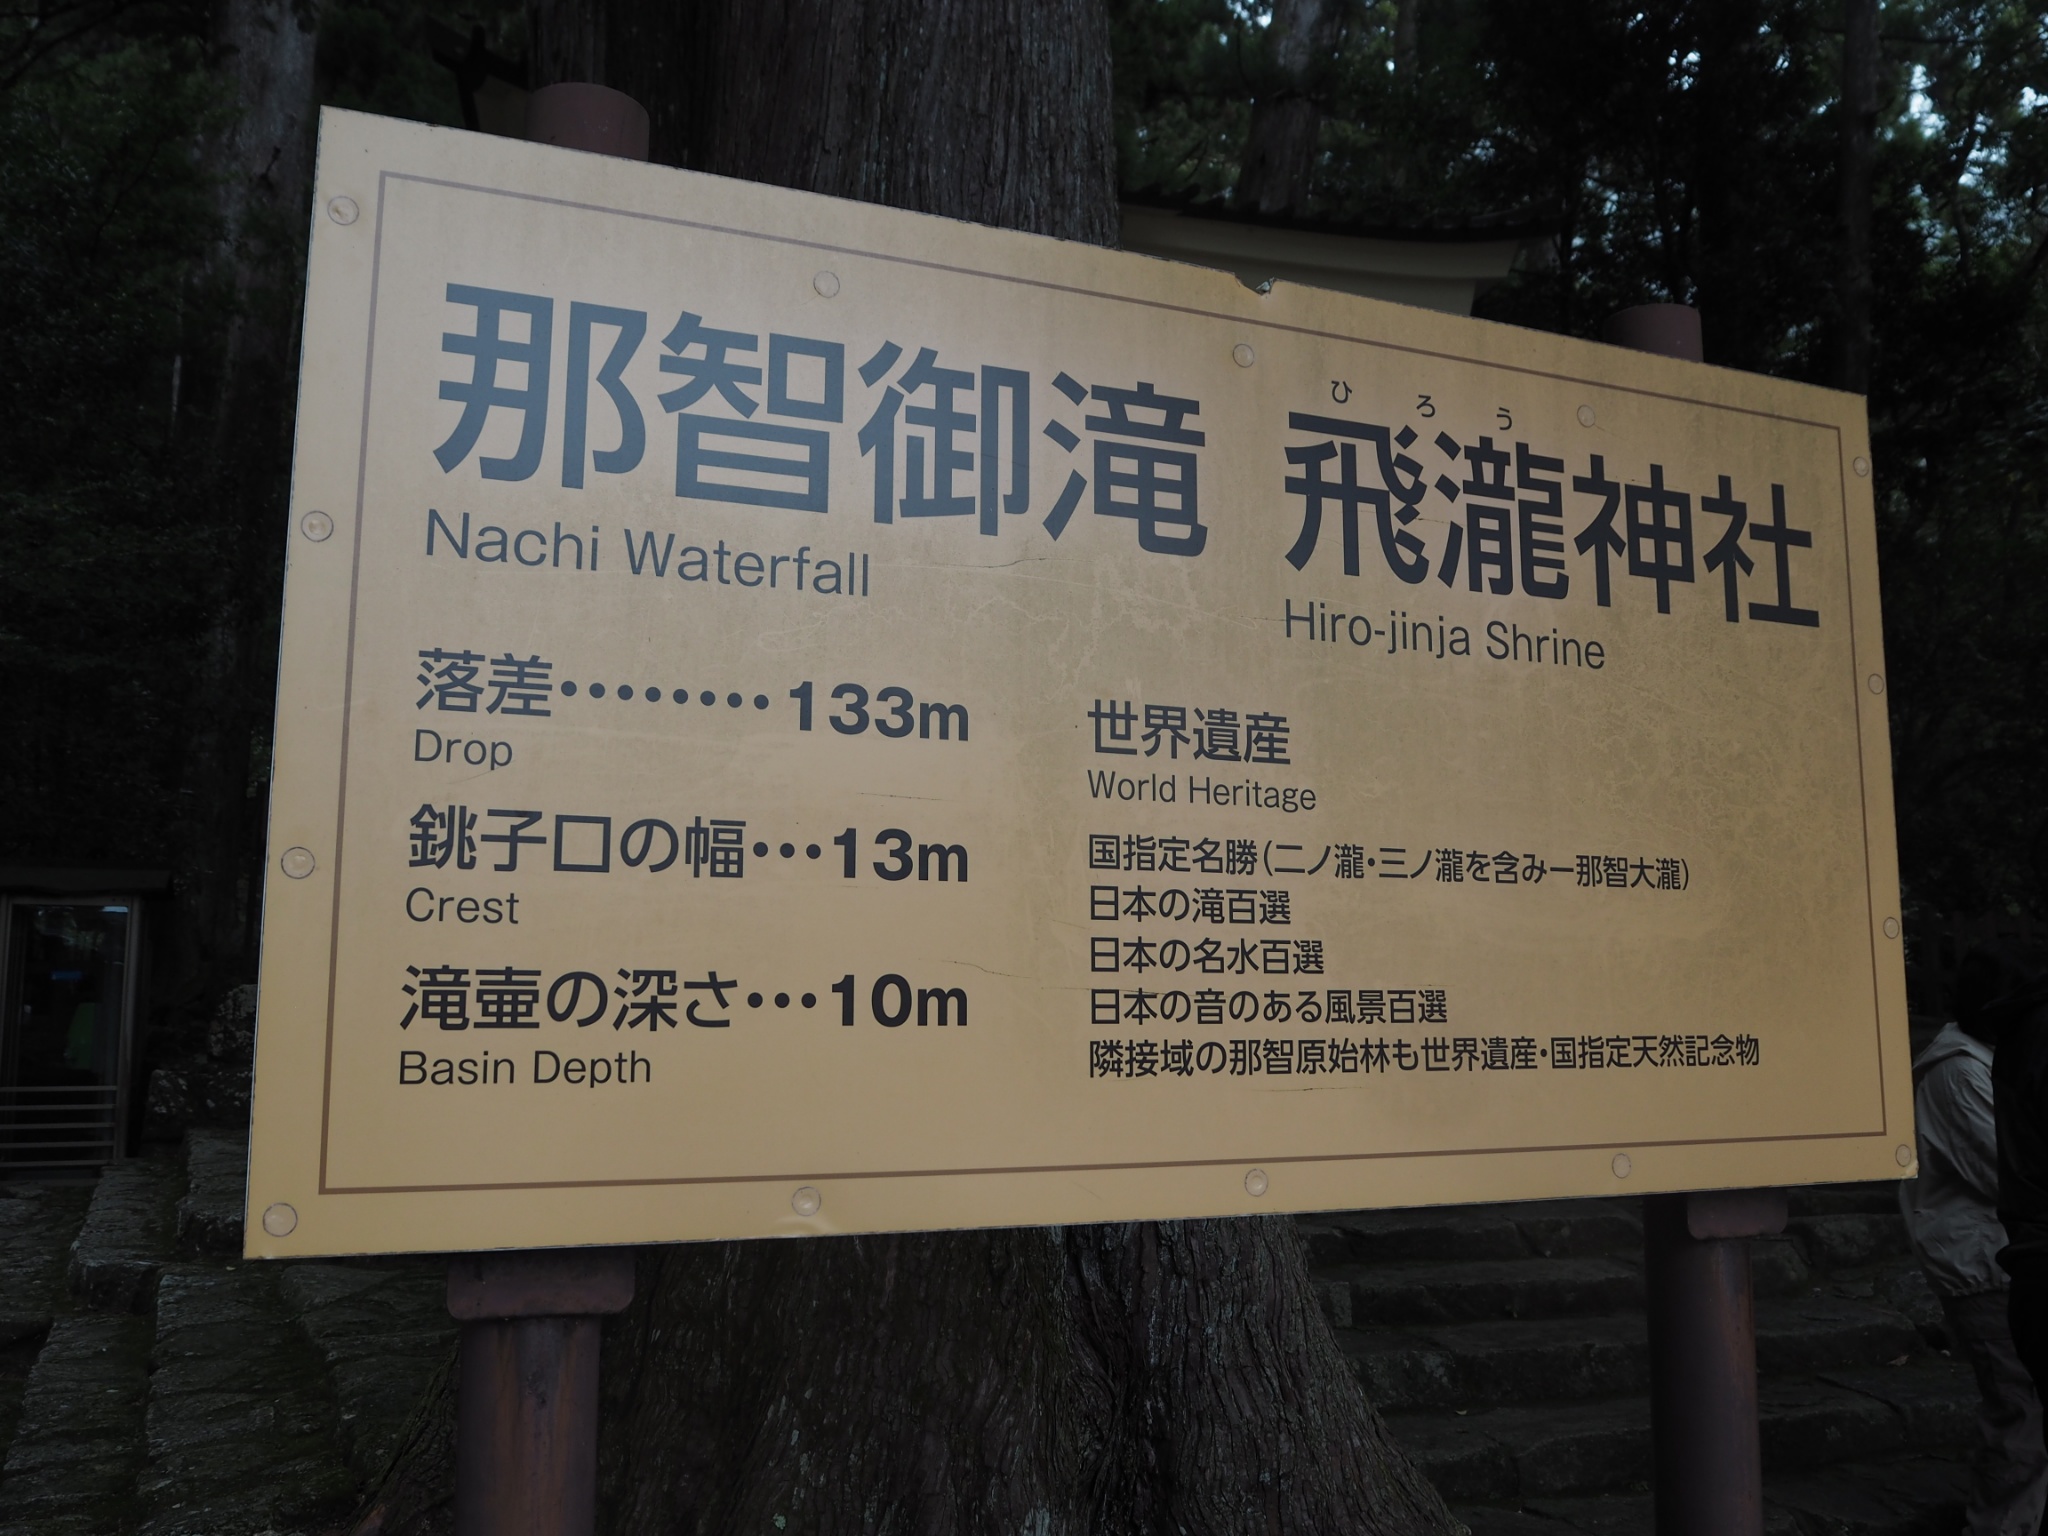 那智御滝
Nachi Waterfall
ひろう
飛瀧神社
Hiro-jinja Shrine
落差········133m
Drop
銚子口の幅···13m
Crest
滝壷の深さ···10m
Basin Depth
世界遺産
World Heritage
国指定名勝(二ノ瀧・三ノ瀧を含み一那智大瀧)
日本の滝百選
日本の名水百選
日本の音のある風景百選
隣接域の那智原始林も世界遺産・国指定天然記念物